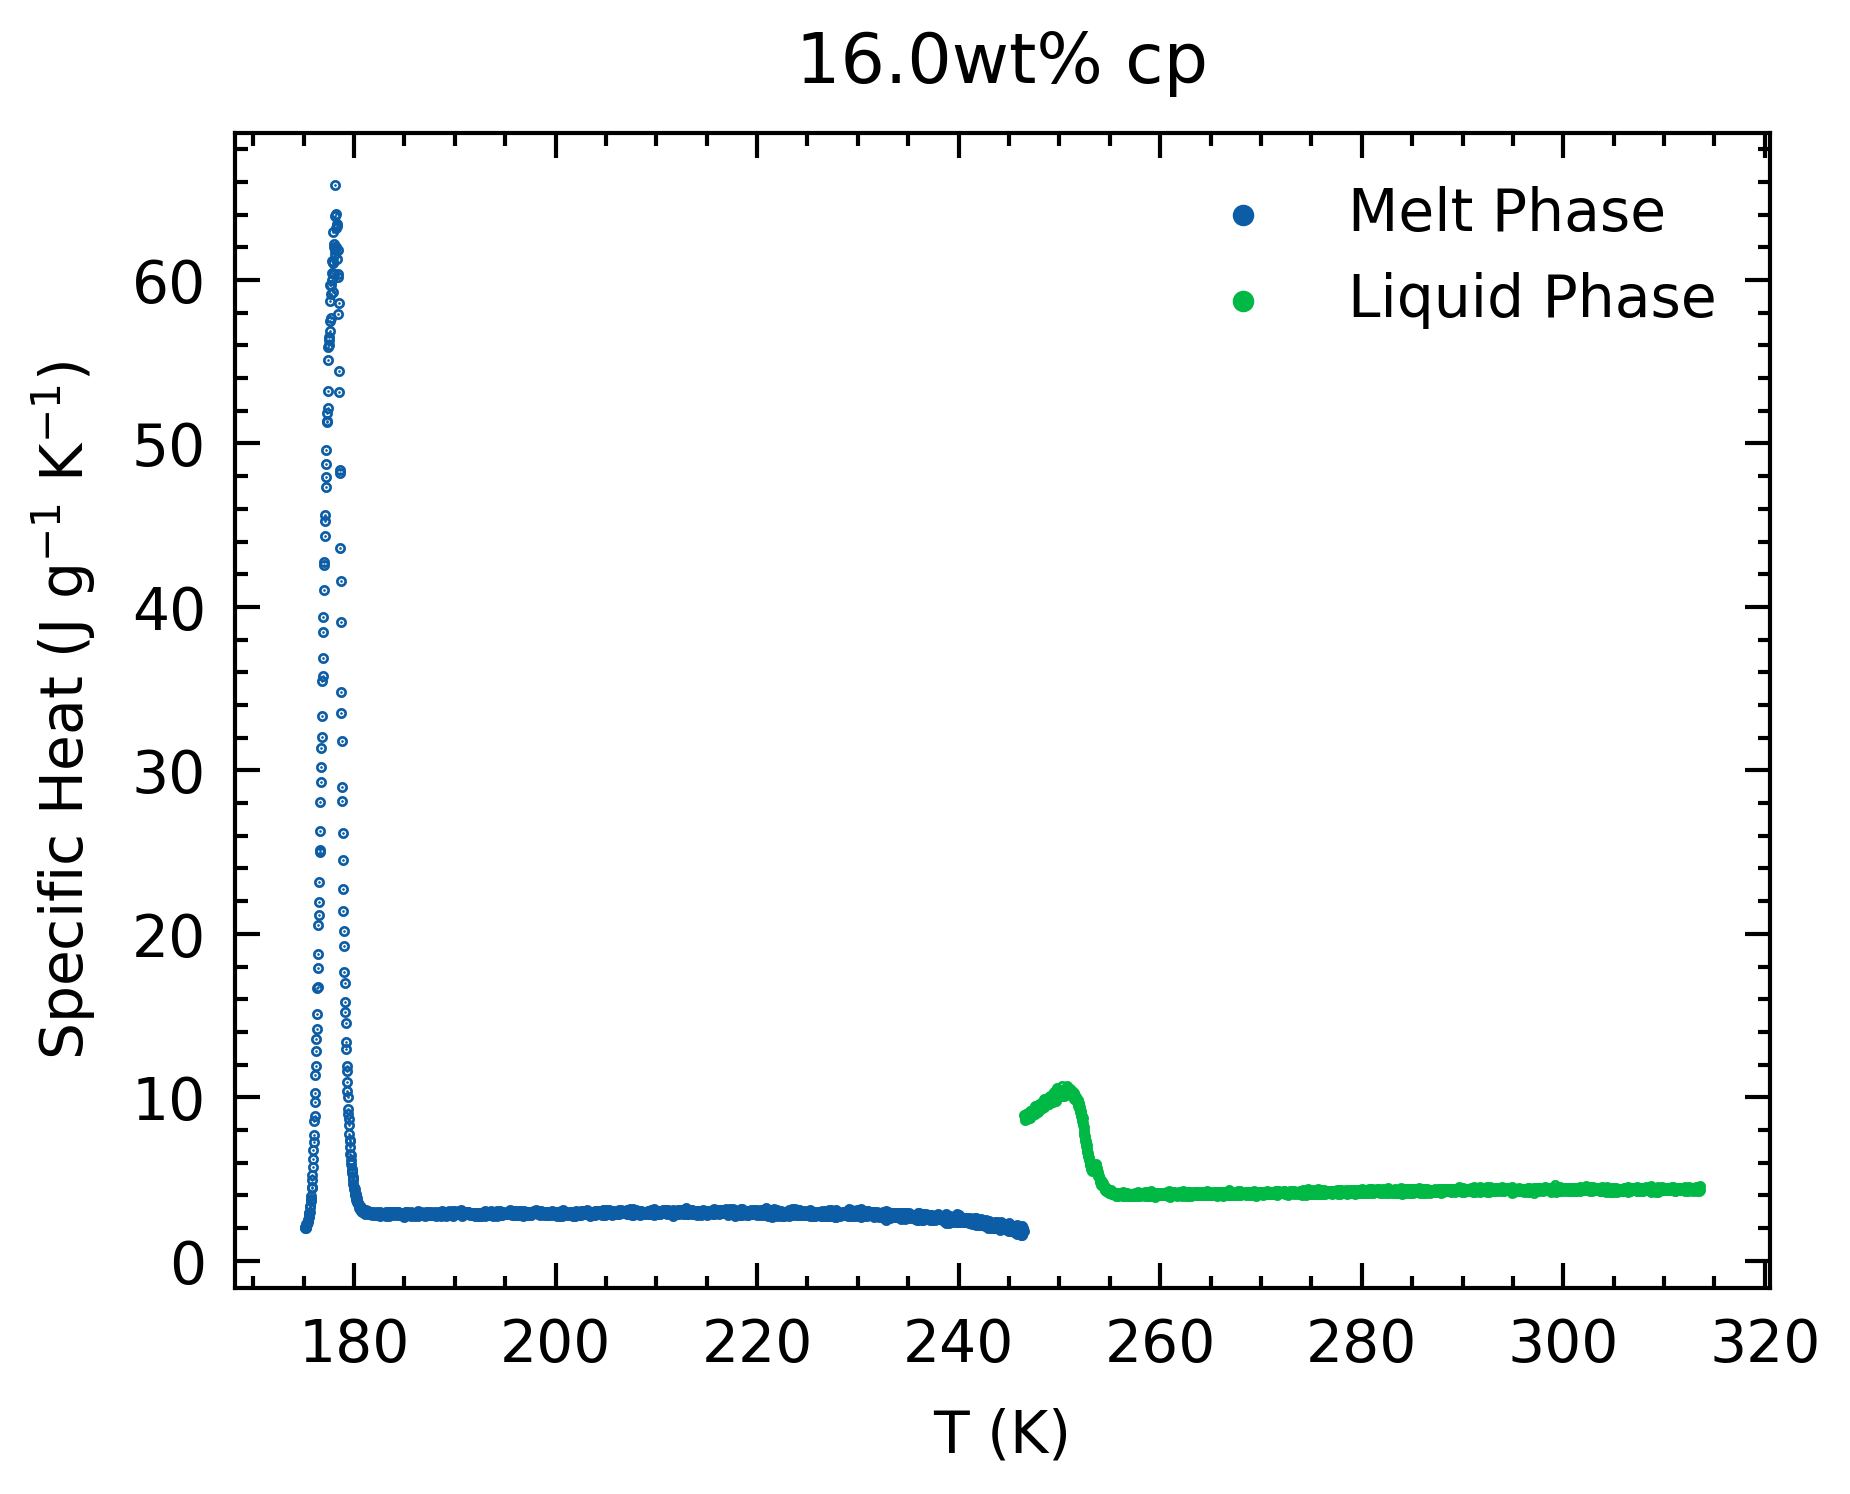 16.0wt% cp
Melt Phase
Liquid Phase
Specific Heat (J g⁻¹ K⁻¹)
60
50
40
30
20
10
0
180 200 220 240 260 280 300 320
T (K)